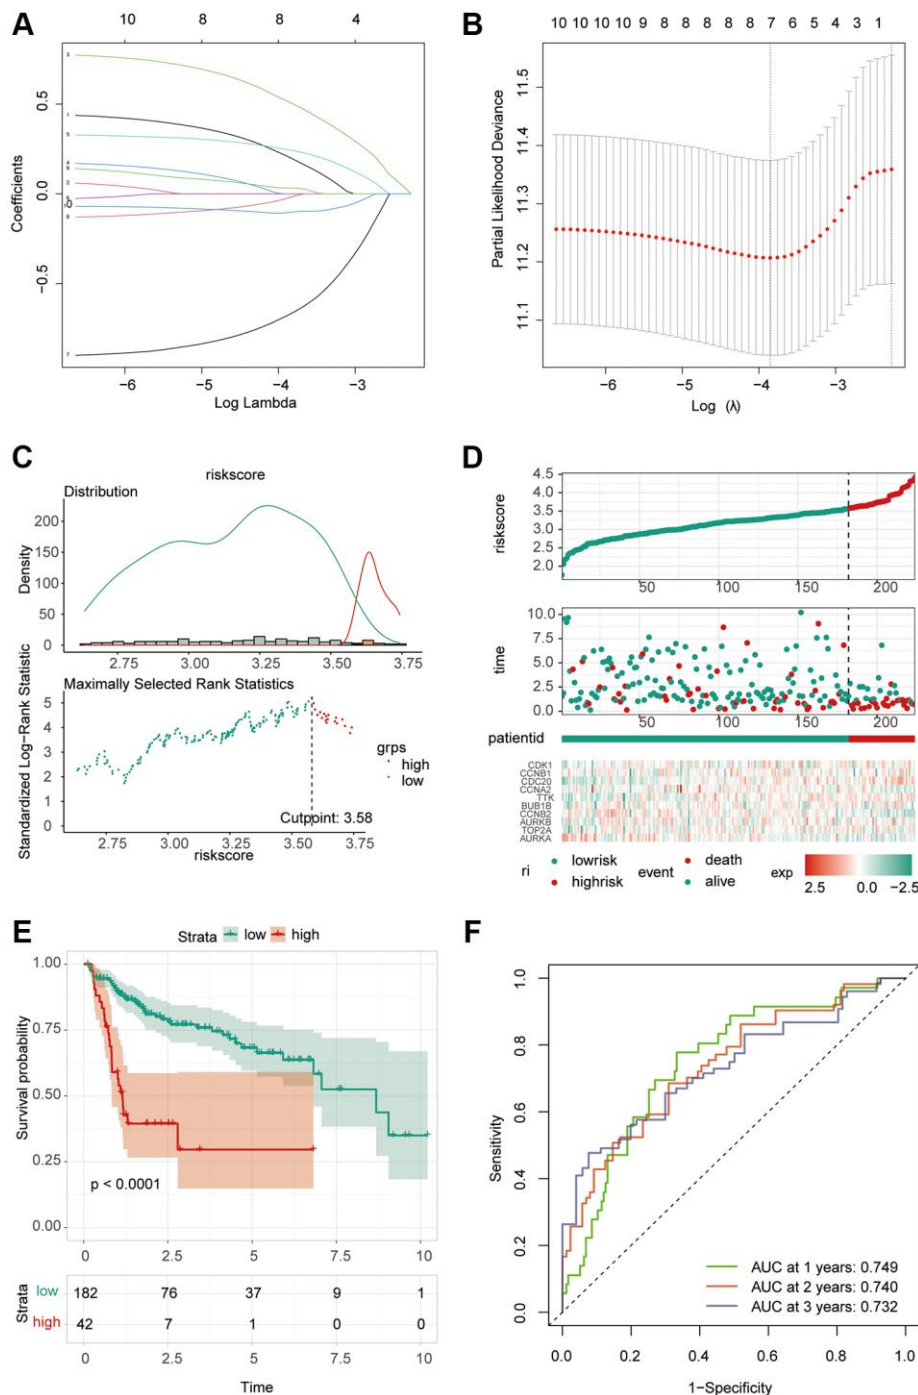 A
10 8 8 4
0.5
0.0
−0.5
Coefficients
3
1
5
4
9
2
8
7
−6 −5 −4 −3
Log Lambda
B
10 10 10 10 9 8 8 8 7 6 5 4 3 1
11.5
11.4
11.3
11.2
11.1
Partial Likelihood Deviance
−6 −5 −4 −3
Log (λ)
C
riskscore
Distribution
200
150
100
50
0
Density
2.75 3.00 3.25 3.50 3.75
Maximally Selected Rank Statistics
5
4
3
2
1
0
Standardized Log−Rank Statistic
grps
high
low
Cutpoint: 3.58
2.75 3.00 3.25 3.50 3.75
riskscore
D
4.5
4.0
3.5
3.0
2.5
2.0
riskscore
50 100 150 200
10.0
7.5
5.0
2.5
0.0
time
50 100 150 200
patientid
CDK1
CCNB1
CDC20
CCNA2
TTK
BUB1B
CCNB2
AURKB
TOP2A
AURKA
ri
lowrisk
highrisk
event
death
alive
exp
2.5 0.0 −2.5
E
Strata low high
1.00
0.75
0.50
0.25
0.00
Survival probability
p < 0.0001
0 2.5 5 7.5 10
Strata
low 182 76 37 9 1
high 42 7 1 0 0
0 2.5 5 7.5 10
Time
F
1.0
0.8
0.6
0.4
0.2
0.0
Sensitivity
AUC at 1 years: 0.749
AUC at 2 years: 0.740
AUC at 3 years: 0.732
0.0 0.2 0.4 0.6 0.8 1.0
1−Specificity